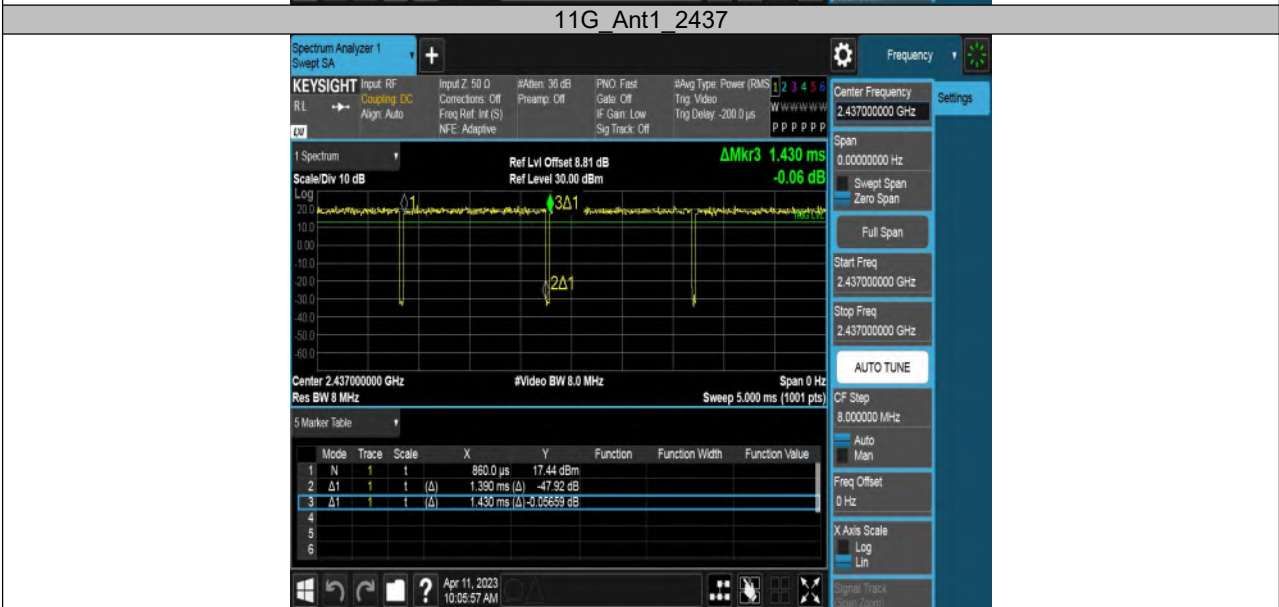 11G_Ant1_2437
Spectrum Analyzer 1
Swept SA
+
Frequency
KEYSIGHT
RL
LXI
Input: RF
Coupling: DC
Align: Auto
Input Z: 50 Ω
Corrections: Off
Freq Ref: Int (S)
NFE: Adaptive
#Atten: 36 dB
Preamp: Off
PNO: Fast
Gate: Off
IF Gain: Low
Sig Track: Off
#Avg Type: Power (RMS
Trig: Video
Trig Delay: -200.0 µs
1 2 3 4 5 6
W W W W W W
P P P P P P
Center Frequency
2.437000000 GHz
Settings
1 Spectrum
Scale/Div 10 dB
Ref Lvl Offset 8.81 dB
Ref Level 30.00 dBm
ΔMkr3 1.430 ms
-0.06 dB
Log
20.0
10.0
0.00
-10.0
-20.0
-30.0
-40.0
-50.0
-60.0
1
3Δ1
2Δ1
TRIG LVL
Center 2.437000000 GHz
#Video BW 8.0 MHz
Span 0 Hz
Res BW 8 MHz
Sweep 5.000 ms (1001 pts)
Span
0.00000000 Hz
Swept Span
Zero Span
Full Span
Start Freq
2.437000000 GHz
Stop Freq
2.437000000 GHz
AUTO TUNE
CF Step
8.000000 MHz
Auto
Man
Freq Offset
0 Hz
X Axis Scale
Log
Lin
Signal Track
(Span Zoom)
5 Marker Table
Mode Trace Scale X Y Function Function Width Function Value
1 N 1 t 860.0 µs 17.44 dBm
2 Δ1 1 t (Δ) 1.390 ms (Δ) -47.92 dB
3 Δ1 1 t (Δ) 1.430 ms (Δ) -0.05659 dB
4
5
6
?
Apr 11, 2023
10:05:57 AM